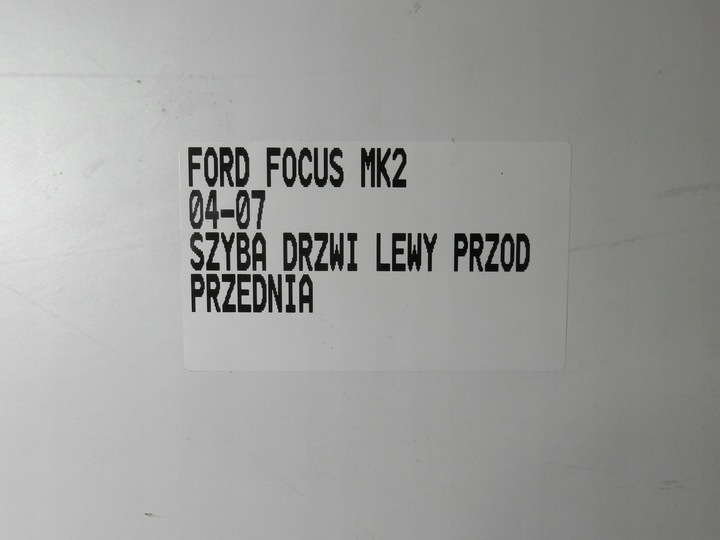 FORD FOCUS MK2
04-07
SZYBA DRZWI LEWY PRZOD
PRZEDNIA